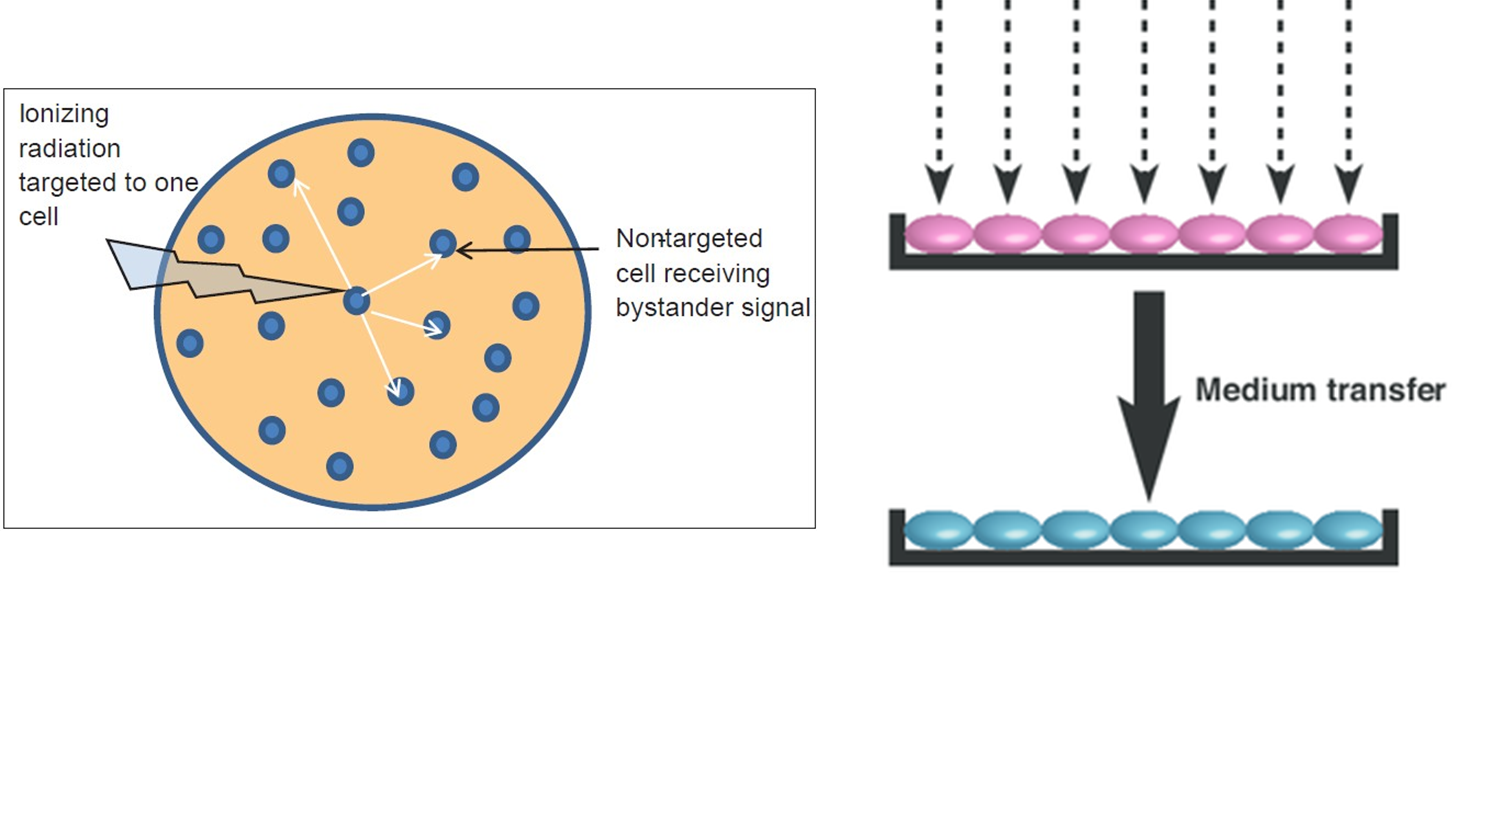 Ionizing
radiation
targeted to one
cell
Nontargeted
cell receiving
bystander signal
Medium transfer